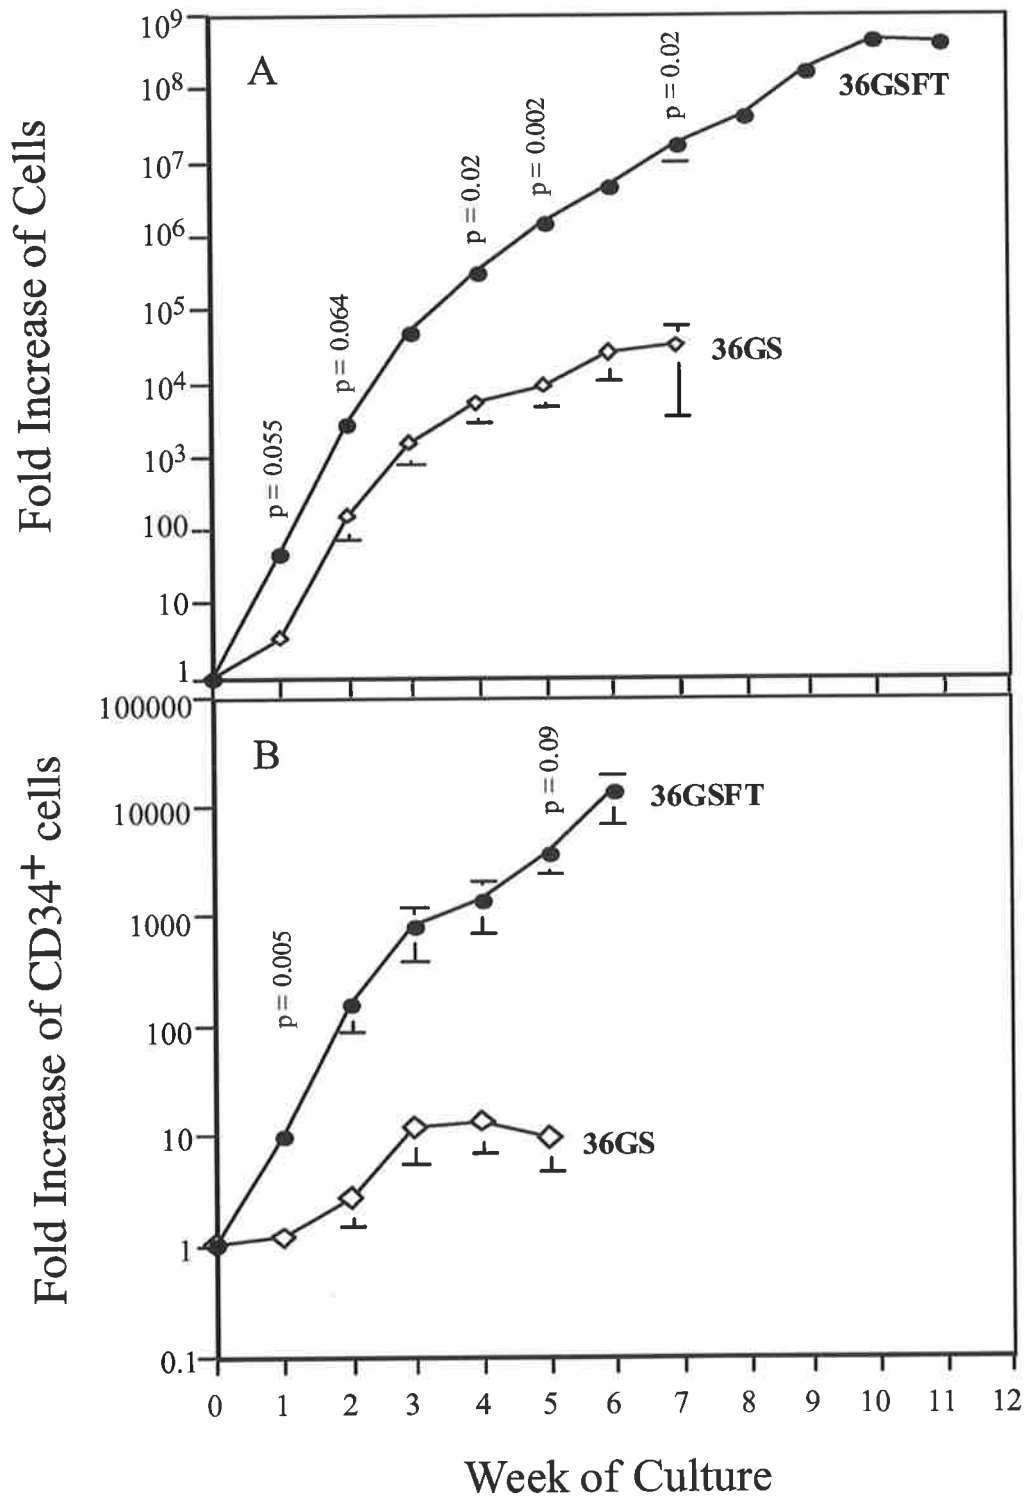 Fold Increase of Cells
10⁹
10⁸
10⁷
10⁶
10⁵
10⁴
10³
100
10
1
A
p = 0.055
p = 0.064
p = 0.02
p = 0.002
p = 0.02
36GSFT
36GS
Fold Increase of CD34⁺ cells
100000
10000
1000
100
10
1
0.1
B
p = 0.005
p = 0.09
36GSFT
36GS
0 1 2 3 4 5 6 7 8 9 10 11 12
Week of Culture